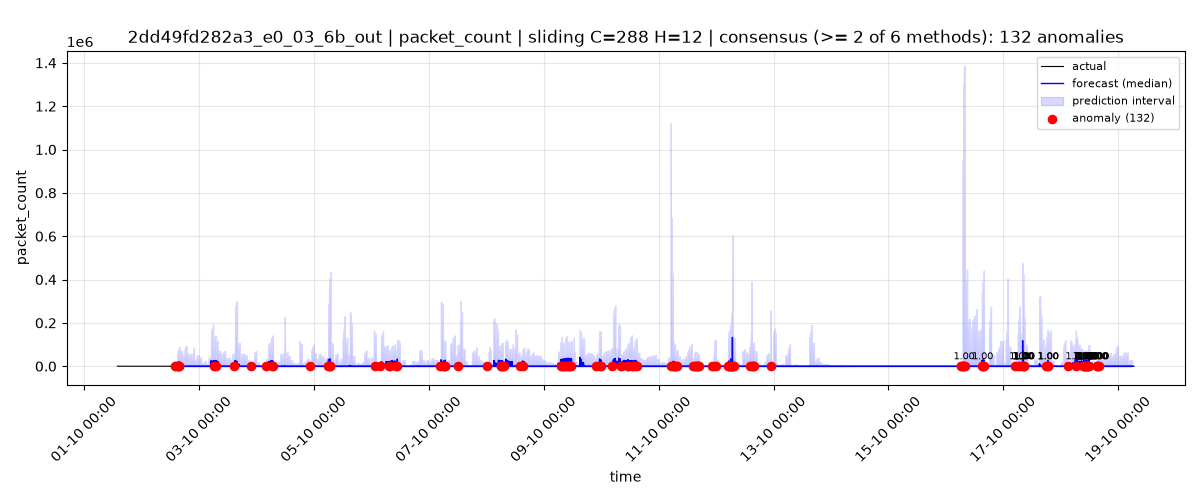 2dd49fd282a3_e0_03_6b_out | packet_count | sliding C=288 H=12 | consensus (>= 2 of 6 methods): 132 anomalies
1e6
1.4
1.2
1.0
0.8
0.6
0.4
0.2
0.0
packet_count
actual
forecast (median)
prediction interval
anomaly (132)
1.00
1.00
1.00
01-10 00:00
03-10 00:00
05-10 00:00
07-10 00:00
09-10 00:00
11-10 00:00
13-10 00:00
15-10 00:00
17-10 00:00
19-10 00:00
time